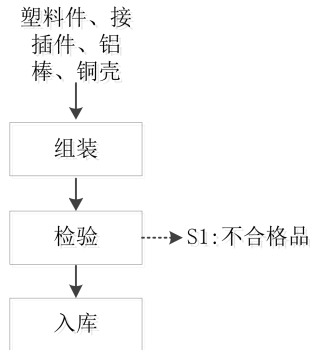 塑料件、接
插件、铝
棒、铜壳
组装
检验
S1:不合格品
入库